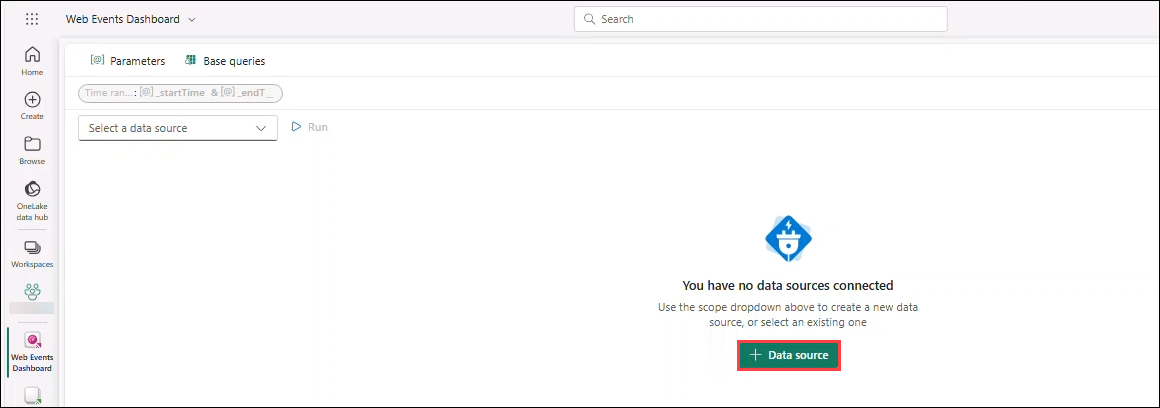 Web Events Dashboard
Search
Home
Create
Browse
OneLake
data hub
Workspaces
Web Events
Dashboard
[@] Parameters
Base queries
Time ran... : [@] _startTime & [@] _endT...
Select a data source
Run
You have no data sources connected
Use the scope dropdown above to create a new data
source, or select an existing one
+ Data source